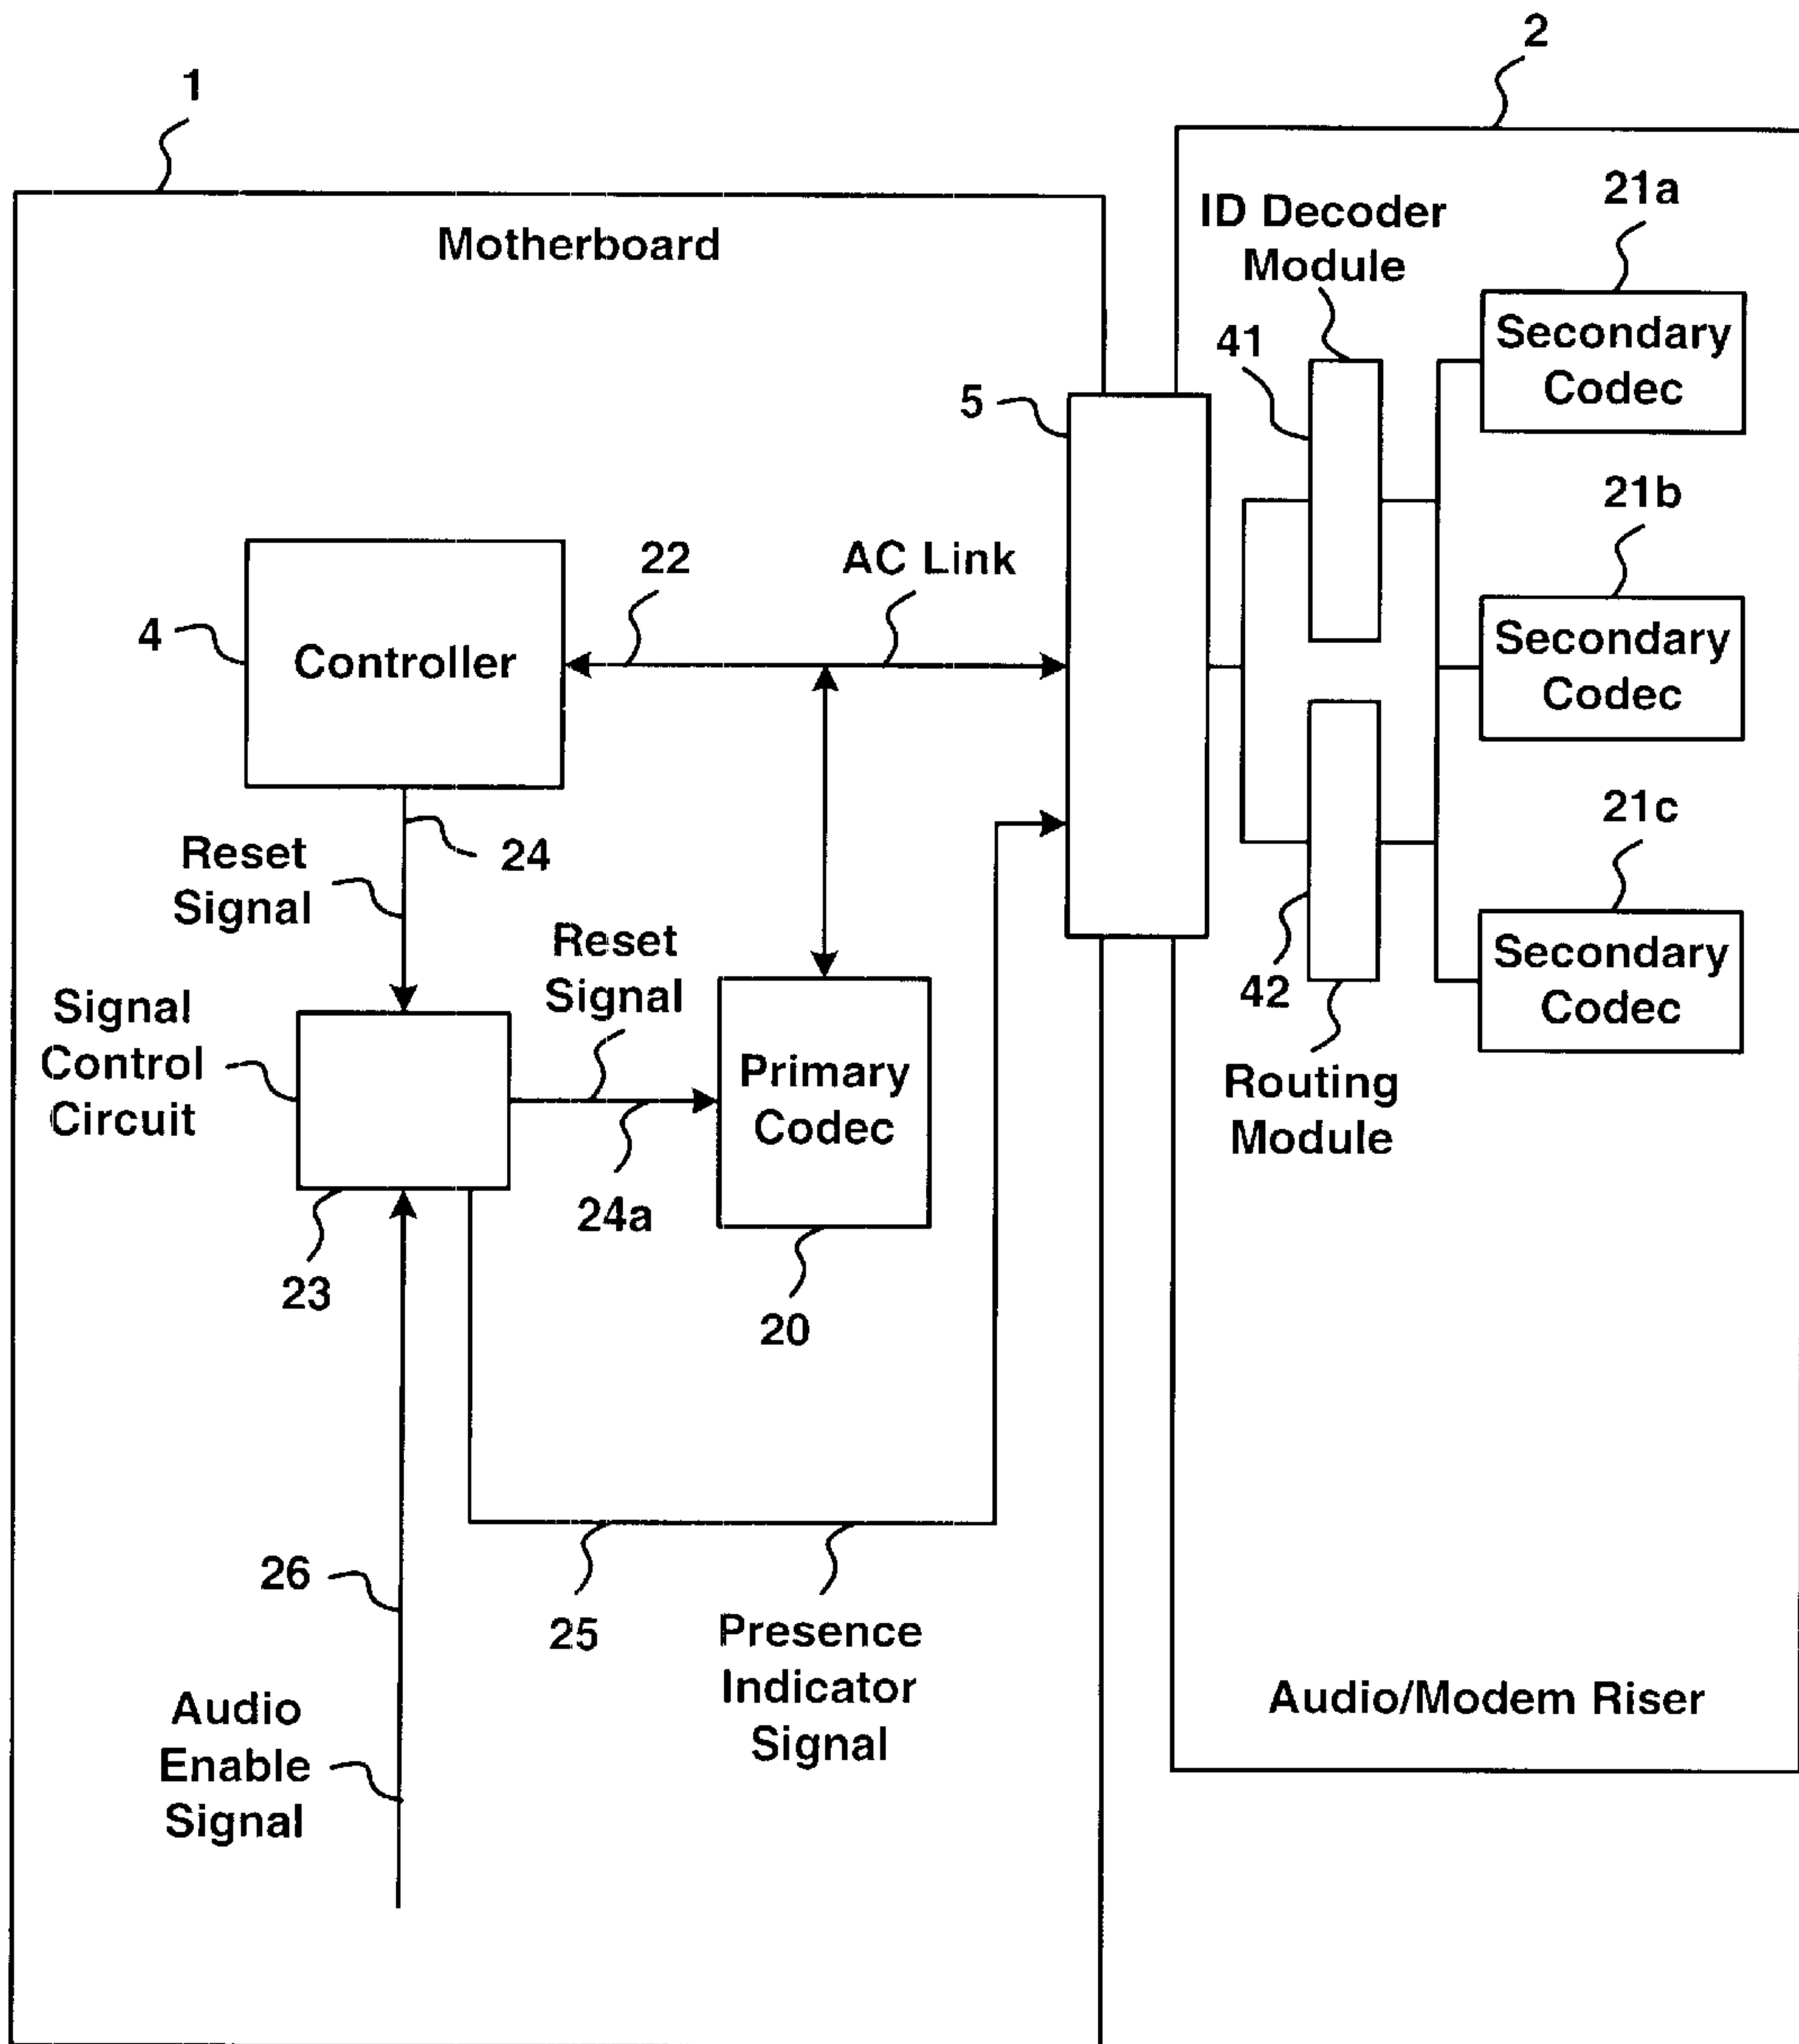 2
1
Motherboard
ID Decoder
Module
21a
Secondary
Codec
41
5
21b
Secondary
Codec
22
AC Link
4
Controller
21c
Secondary
Codec
24
Reset
Signal
Reset
Signal
42
Routing
Module
Signal
Control
Circuit
Primary
Codec
24a
23
20
26
25
Presence
Indicator
Signal
Audio
Enable
Signal
Audio/Modem Riser